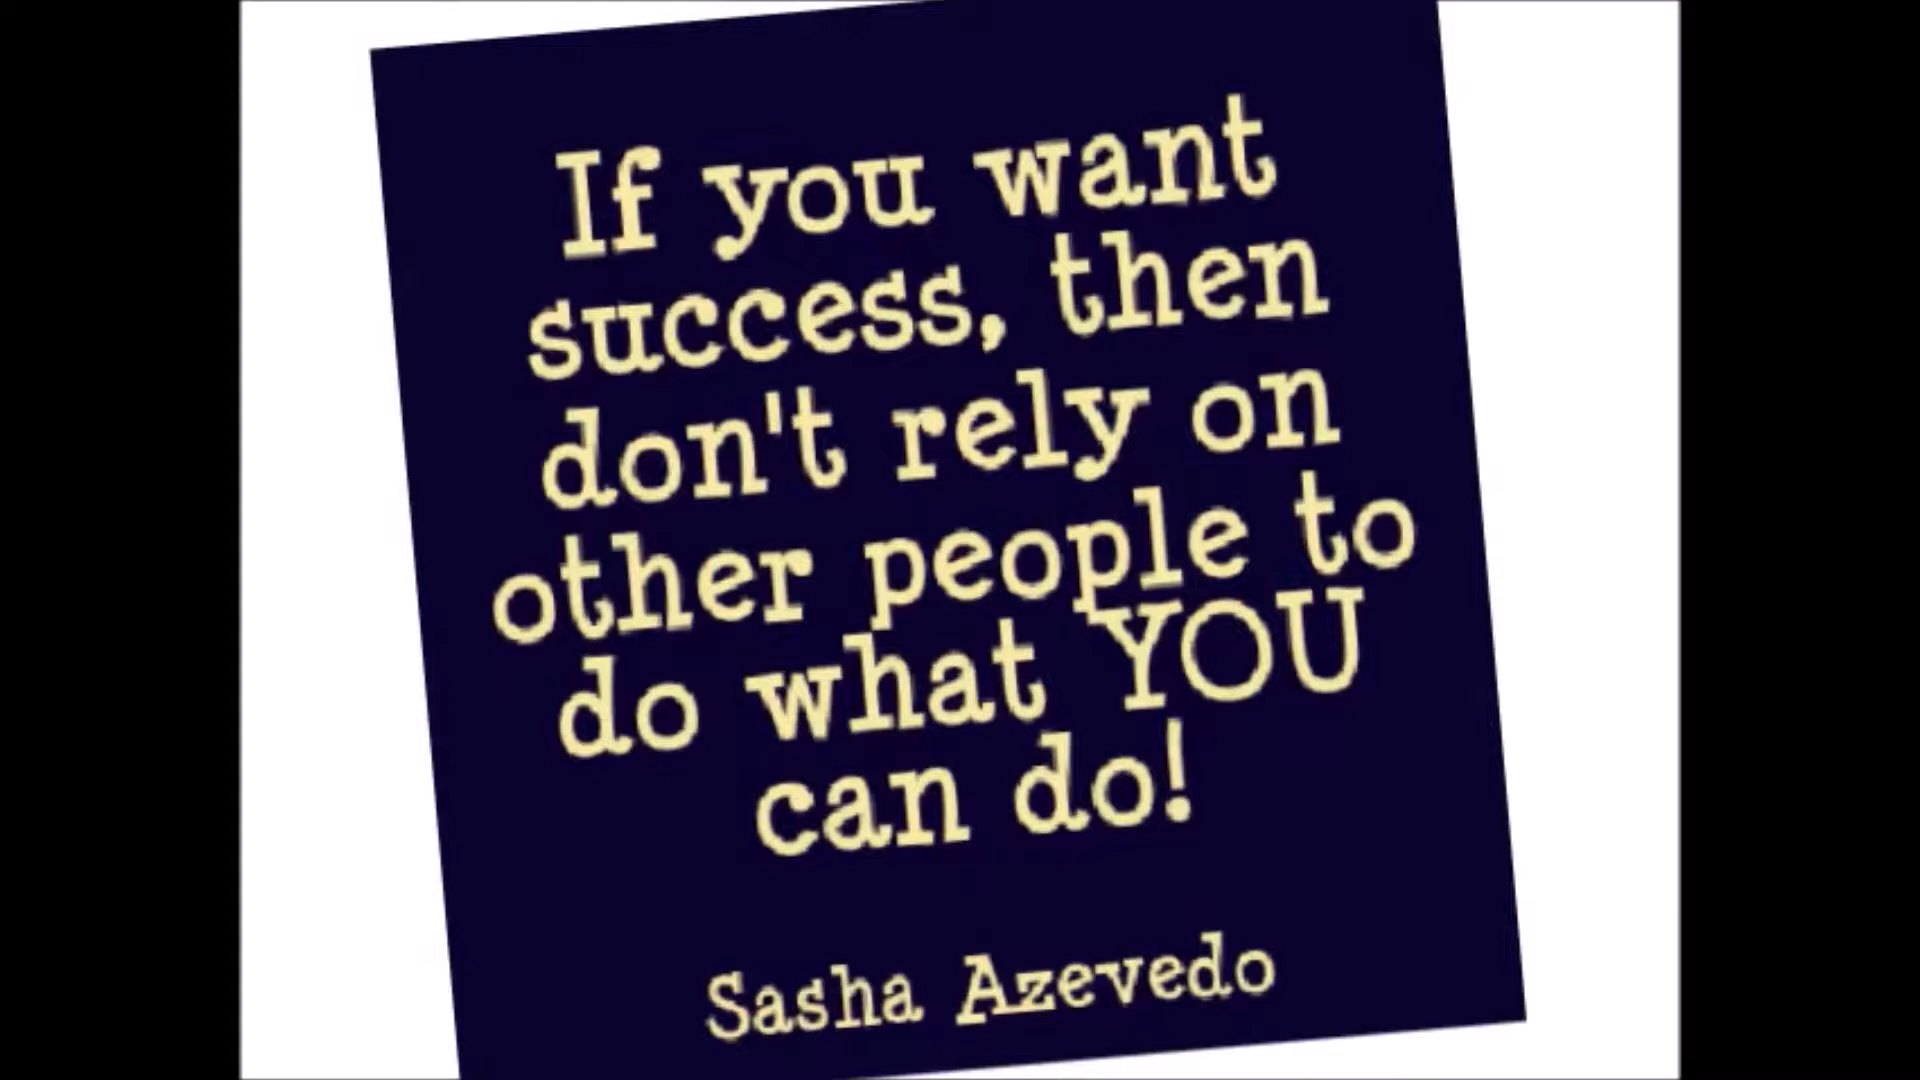 If you want
success, then
don't rely on
other people to
do what YOU
can do!
Sasha Azevedo